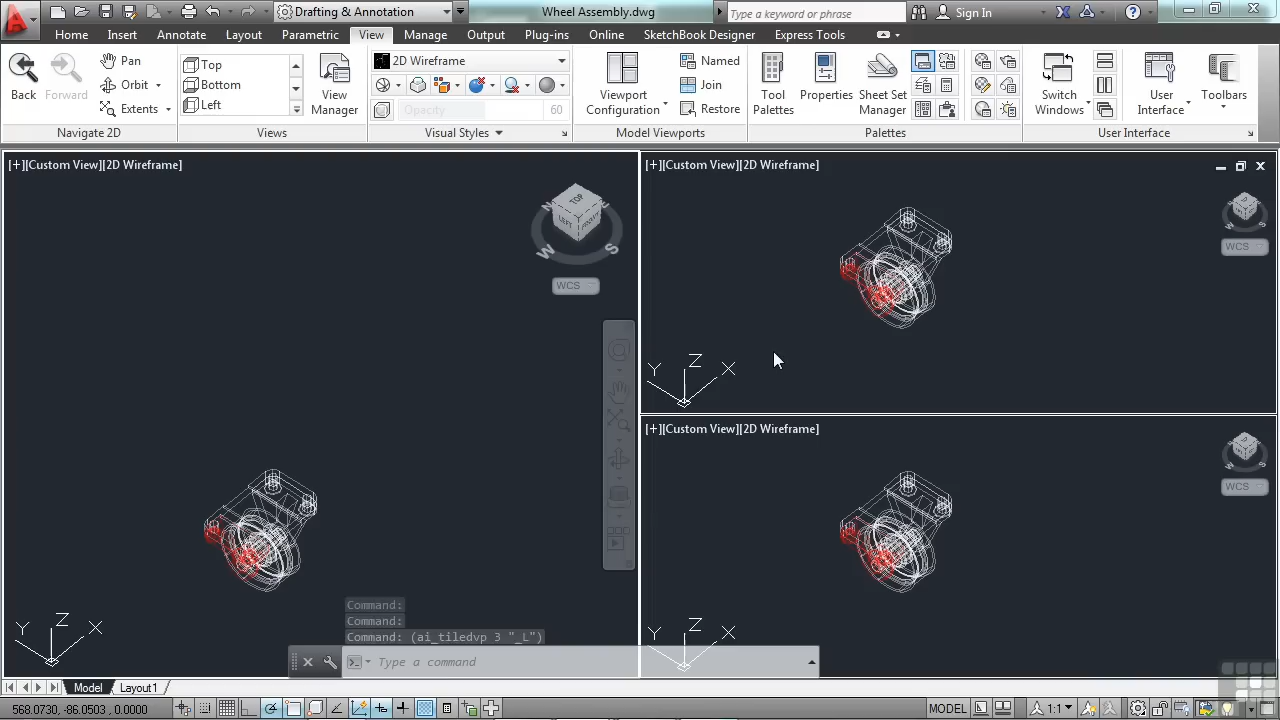 Drafting & Annotation
Wheel Assembly.dwg
Type a keyword or phrase
Sign In
Home Insert Annotate Layout Parametric View Manage Output Plug-ins Online SketchBook Designer Express Tools
Back
Forward
Pan
Orbit
Extents
Navigate 2D
Top
Bottom
Left
View Manager
Views
2D Wireframe
Opacity 60
Visual Styles
Viewport Configuration
Named
Join
Restore
Model Viewports
Tool Palettes
Properties
Sheet Set Manager
Palettes
Switch Windows
User Interface
Toolbars
User Interface
[+][Custom View][2D Wireframe]
TOP
LEFT
FRONT
N
E
W
S
WCS
Y Z X
[+][Custom View][2D Wireframe]
W
S
WCS
Y Z X
[+][Custom View][2D Wireframe]
W
S
WCS
Y Z X
Command:
Command:
Command: (ai_tiledvp 3 "_L")
Type a command
Model Layout1
568.0730, -86.0503, 0.0000
MODEL
1:1